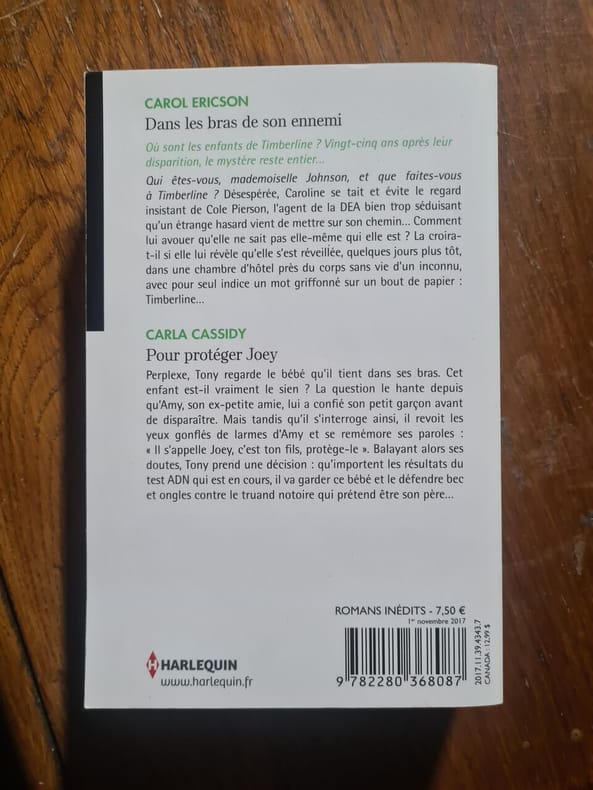 CAROL ERICSON
Dans les bras de son ennemi
Où sont les enfants de Timberline ? Vingt-cinq ans après leur
disparition, le mystère reste entier...
Qui êtes-vous, mademoiselle Johnson, et que faites-vous
à Timberline ? Désespérée, Caroline se tait et évite le regard
insistant de Cole Pierson, l'agent de la DEA bien trop séduisant
qu'un étrange hasard vient de mettre sur son chemin... Comment
lui avouer qu'elle ne sait pas elle-même qui elle est ? La croira-
t-il si elle lui révèle qu'elle s'est réveillée, quelques jours plus tôt,
dans une chambre d'hôtel près du corps sans vie d'un inconnu,
avec pour seul indice un mot griffonné sur un bout de papier :
Timberline...
CARLA CASSIDY
Pour protéger Joey
Perplexe, Tony regarde le bébé qu'il tient dans ses bras. Cet
enfant est-il vraiment le sien ? La question le hante depuis
qu'Amy, son ex-petite amie, lui a confié son petit garçon avant
de disparaître. Mais tandis qu'il s'interroge ainsi, il revoit les
yeux gonflés de larmes d'Amy et se remémore ses paroles :
« Il s'appelle Joey, c'est ton fils, protège-le ». Balayant alors ses
doutes, Tony prend une décision : qu'importent les résultats du
test ADN qui est en cours, il va garder ce bébé et le défendre bec
et ongles contre le truand notoire qui prétend être son père...
ROMANS INÉDITS - 7,50 €
1er novembre 2017
HARLEQUIN
www.harlequin.fr
9 782280 368087
2017.11.39.4343.7
CANADA : 12,99 $